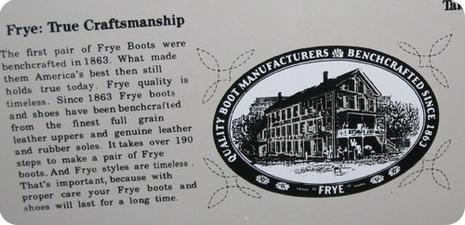 Frye: True Craftsmanship
The first pair of Frye Boots were
benchcrafted in 1863. What made
them America's best then still
holds true today. Frye quality is
timeless. Since 1863 Frye boots
and shoes have been benchcrafted
from the finest full grain
leather uppers and genuine leather
and rubber soles. It takes over 190
steps to make a pair of Frye
boots. And Frye styles are timeless.
That's important, because with
proper care your Frye boots and
shoes will last for a long time.
QUALITY BOOT MANUFACTURERS BENCHCRAFTED SINCE 1863
FRYE